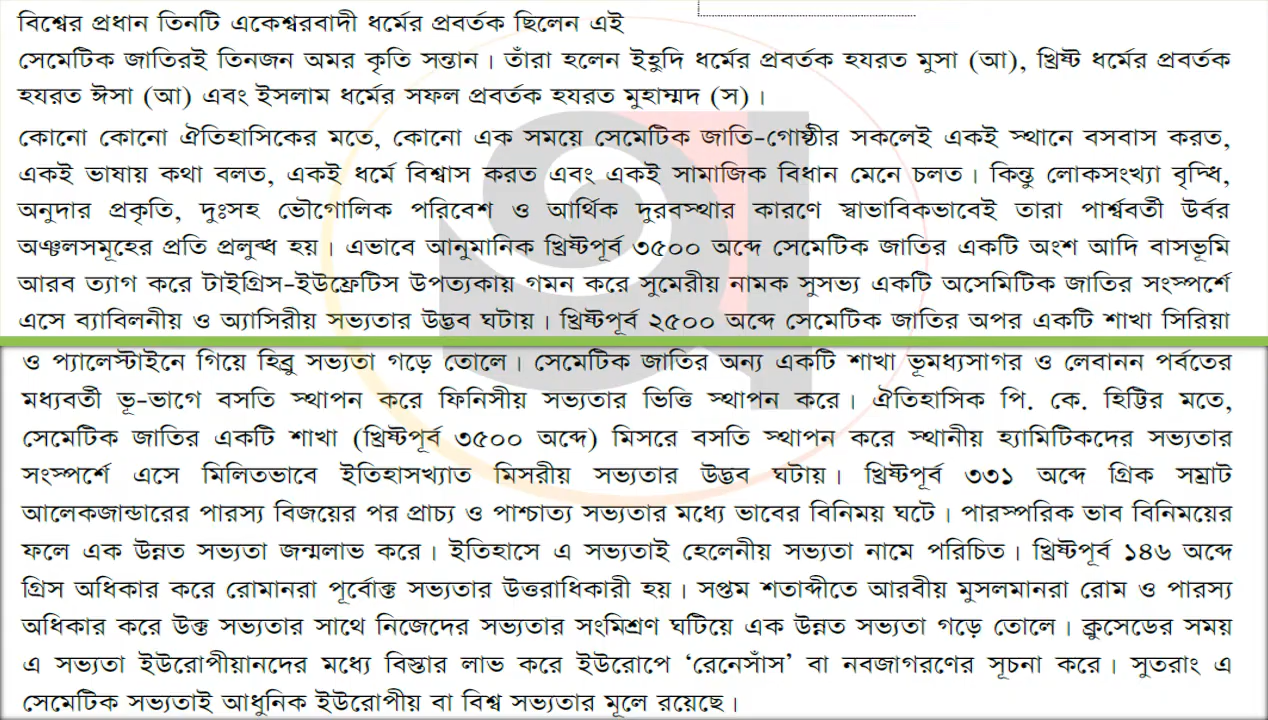 বিশ্বের প্রধান তিনটি একেশ্বরবাদী ধর্মের প্রবর্তক ছিলেন এই
সেমেটিক জাতিরই তিনজন অমর কৃতি সন্তান। তাঁরা হলেন ইহুদি ধর্মের প্রবর্তক হযরত মুসা (আ), খ্রিষ্ট ধর্মের প্রবর্তক
হযরত ঈসা (আ) এবং ইসলাম ধর্মের সফল প্রবর্তক হযরত মুহাম্মদ (স)।
কোনো কোনো ঐতিহাসিকের মতে, কোনো এক সময়ে সেমেটিক জাতি-গোষ্ঠীর সকলেই একই স্থানে বসবাস করত,
একই ভাষায় কথা বলত, একই ধর্মে বিশ্বাস করত এবং একই সামাজিক বিধান মেনে চলত। কিন্তু লোকসংখ্যা বৃদ্ধি,
অনুদার প্রকৃতি, দুঃসহ ভৌগোলিক পরিবেশ ও আর্থিক দুরবস্থার কারণে স্বাভাবিকভাবেই তারা পার্শ্ববর্তী উর্বর
অঞ্চলসমূহের প্রতি প্রলুব্ধ হয়। এভাবে আনুমানিক খ্রিষ্টপূর্ব ৩৫০০ অব্দে সেমেটিক জাতির একটি অংশ আদি বাসভূমি
আরব ত্যাগ করে টাইগ্রিস-ইউফ্রেটিস উপত্যকায় গমন করে সুমেরীয় নামক সুসভ্য একটি অসেমিটিক জাতির সংস্পর্শে
এসে ব্যাবিলনীয় ও অ্যাসিরীয় সভ্যতার উদ্ভব ঘটায়। খ্রিষ্টপূর্ব ২৫০০ অব্দে সেমেটিক জাতির অপর একটি শাখা সিরিয়া
ও প্যালেস্টাইনে গিয়ে হিব্রু সভ্যতা গড়ে তোলে। সেমেটিক জাতির অন্য একটি শাখা ভূমধ্যসাগর ও লেবানন পর্বতের
মধ্যবর্তী ভূ-ভাগে বসতি স্থাপন করে ফিনিসীয় সভ্যতার ভিত্তি স্থাপন করে। ঐতিহাসিক পি. কে. হিট্টির মতে,
সেমেটিক জাতির একটি শাখা (খ্রিষ্টপূর্ব ৩৫০০ অব্দে) মিসরে বসতি স্থাপন করে স্থানীয় হ্যামিটিকদের সভ্যতার
সংস্পর্শে এসে মিলিতভাবে ইতিহাসখ্যাত মিসরীয় সভ্যতার উদ্ভব ঘটায়। খ্রিষ্টপূর্ব ৩৩১ অব্দে গ্রিক সম্রাট
আলেকজান্ডারের পারস্য বিজয়ের পর প্রাচ্য ও পাশ্চাত্য সভ্যতার মধ্যে ভাবের বিনিময় ঘটে। পারস্পরিক ভাব বিনিময়ের
ফলে এক উন্নত সভ্যতা জন্মলাভ করে। ইতিহাসে এ সভ্যতাই হেলেনীয় সভ্যতা নামে পরিচিত। খ্রিষ্টপূর্ব ১৪৬ অব্দে
গ্রিস অধিকার করে রোমানরা পূর্বোক্ত সভ্যতার উত্তরাধিকারী হয়। সপ্তম শতাব্দীতে আরবীয় মুসলমানরা রোম ও পারস্য
অধিকার করে উক্ত সভ্যতার সাথে নিজেদের সভ্যতার সংমিশ্রণ ঘটিয়ে এক উন্নত সভ্যতা গড়ে তোলে। ক্রুসেডের সময়
এ সভ্যতা ইউরোপীয়ানদের মধ্যে বিস্তার লাভ করে ইউরোপে ‘রেনেসাঁস’ বা নবজাগরণের সূচনা করে। সুতরাং এ
সেমেটিক সভ্যতাই আধুনিক ইউরোপীয় বা বিশ্ব সভ্যতার মূলে রয়েছে।